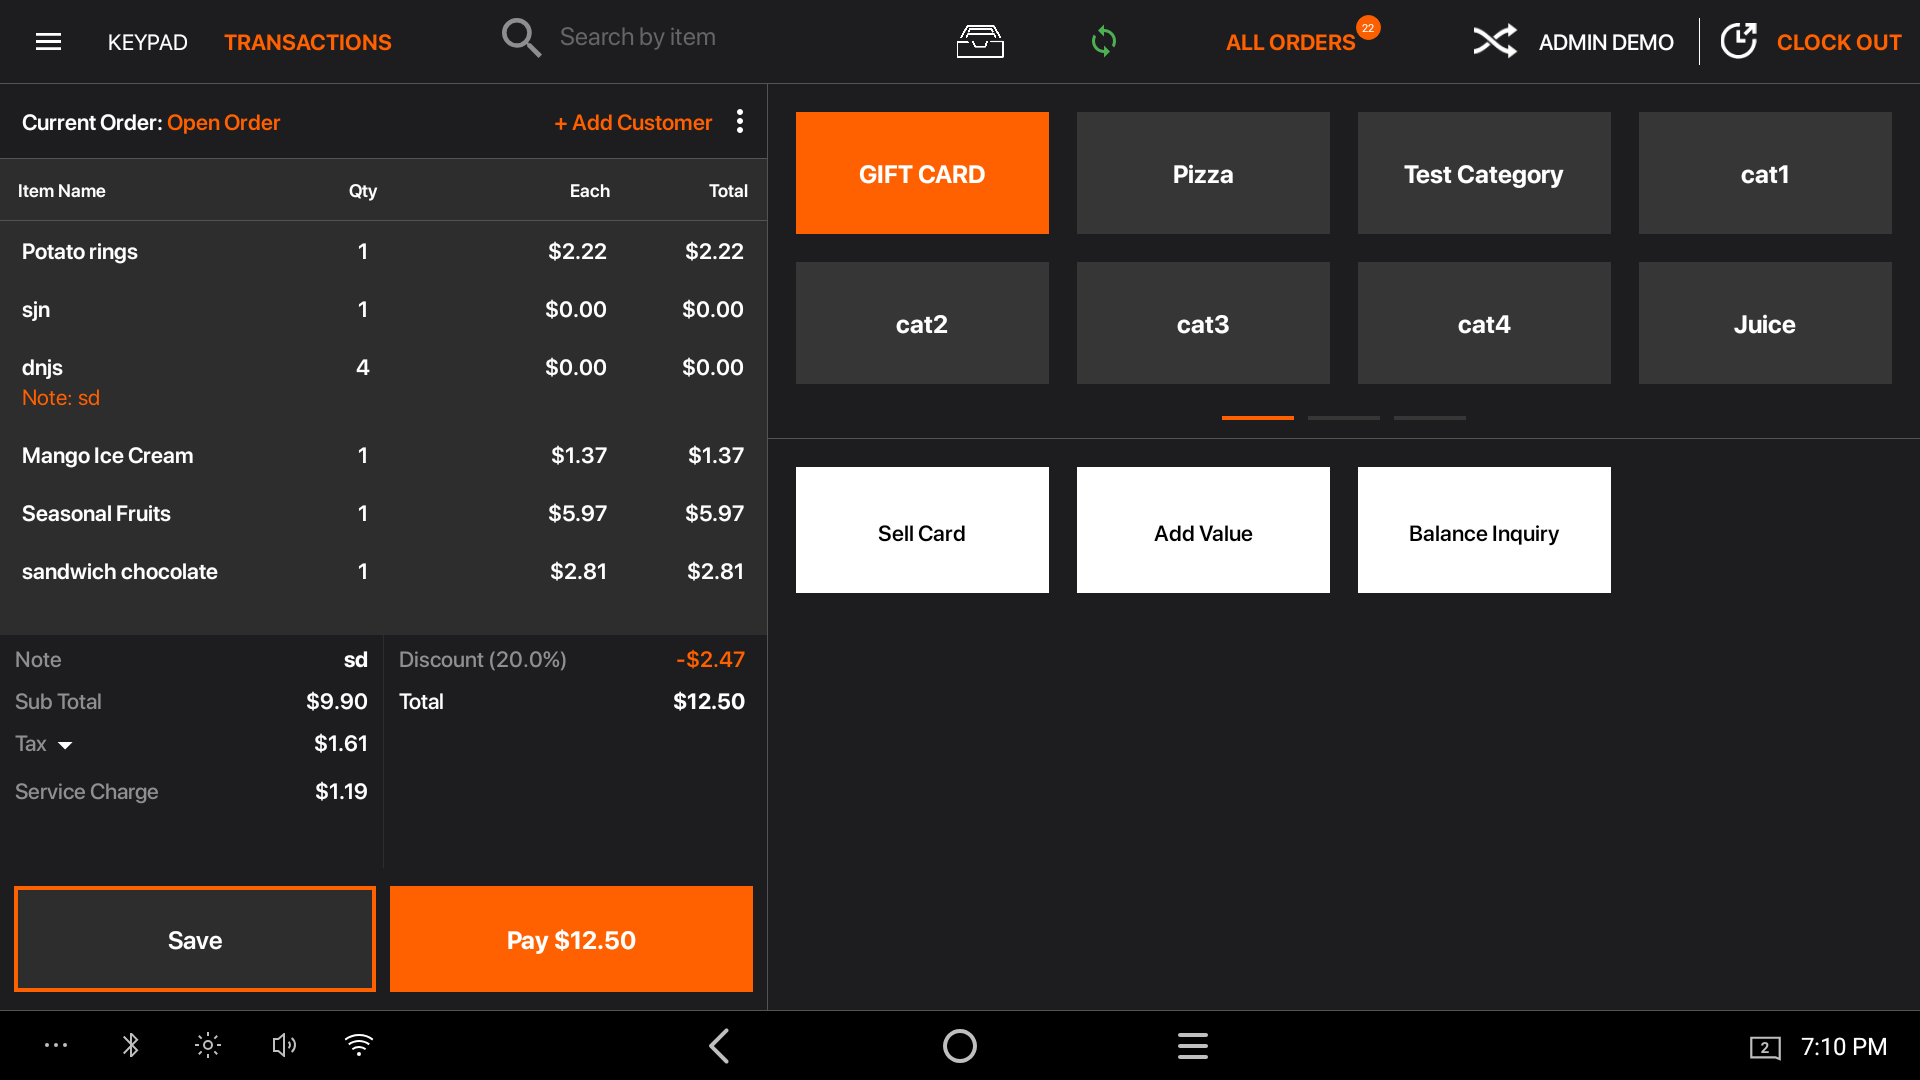 KEYPAD TRANSACTIONS Search by item ALL ORDERS 22 ADMIN DEMO CLOCK OUT
Current Order: Open Order + Add Customer
Item Name Qty Each Total
Potato rings 1 $2.22 $2.22
sjn 1 $0.00 $0.00
dnjs 4 $0.00 $0.00
Note: sd
Mango Ice Cream 1 $1.37 $1.37
Seasonal Fruits 1 $5.97 $5.97
sandwich chocolate 1 $2.81 $2.81
Note sd
Sub Total $9.90
Tax $1.61
Service Charge $1.19
Discount (20.0%) -$2.47
Total $12.50
Save Pay $12.50
GIFT CARD Pizza Test Category cat1
cat2 cat3 cat4 Juice
Sell Card Add Value Balance Inquiry
2 7:10 PM